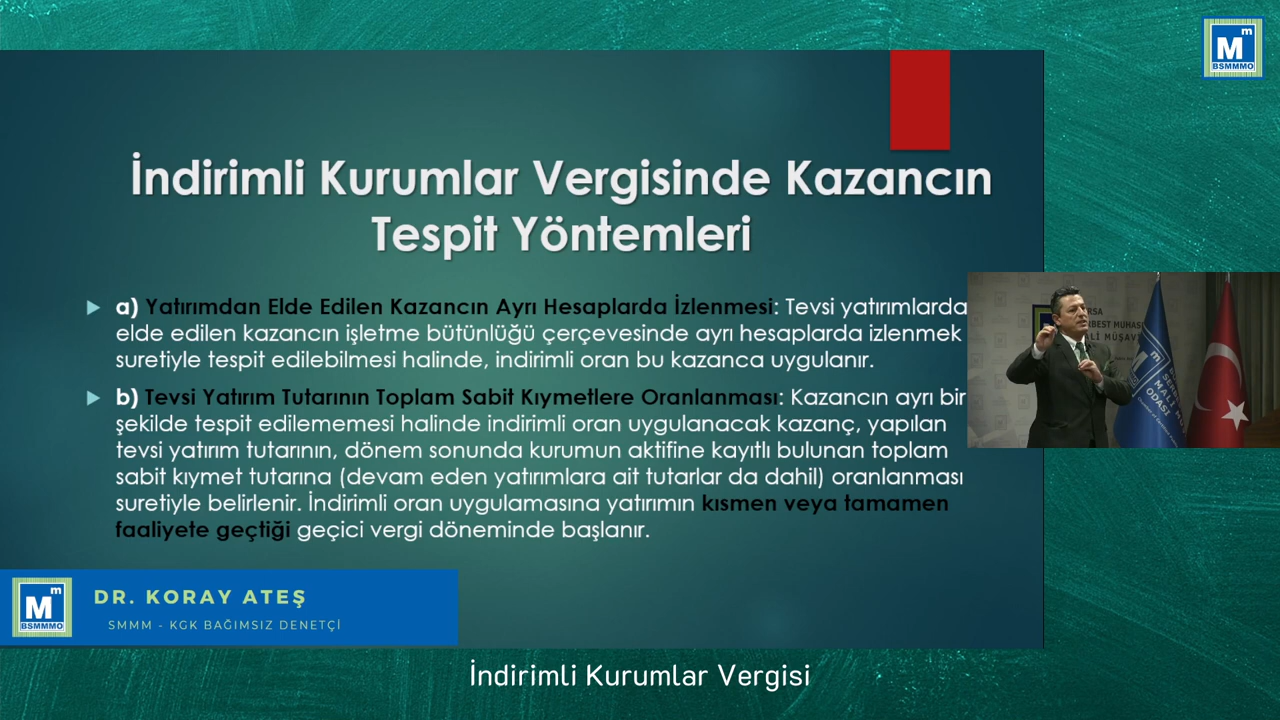 M m
BSMMMO
İndirimli Kurumlar Vergisinde Kazancın
Tespit Yöntemleri
a) Yatırımdan Elde Edilen Kazancın Ayrı Hesaplarda İzlenmesi: Tevsi yatırımlarda
elde edilen kazancın işletme bütünlüğü çerçevesinde ayrı hesaplarda izlenmek
suretiyle tespit edilebilmesi halinde, indirimli oran bu kazanca uygulanır.
b) Tevsi Yatırım Tutarının Toplam Sabit Kıymetlere Oranlanması: Kazancın ayrı bir
şekilde tespit edilememesi halinde indirimli oran uygulanacak kazanç, yapılan
tevsi yatırım tutarının, dönem sonunda kurumun aktifine kayıtlı bulunan toplam
sabit kıymet tutarına (devam eden yatırımlara ait tutarlar da dahil) oranlanması
suretiyle belirlenir. İndirimli oran uygulamasına yatırımın kısmen veya tamamen
faaliyete geçtiği geçici vergi döneminde başlanır.
M m
BSMMMO
DR. KORAY ATEŞ
SMMM - KGK BAĞIMSIZ DENETÇİ
İndirimli Kurumlar Vergisi